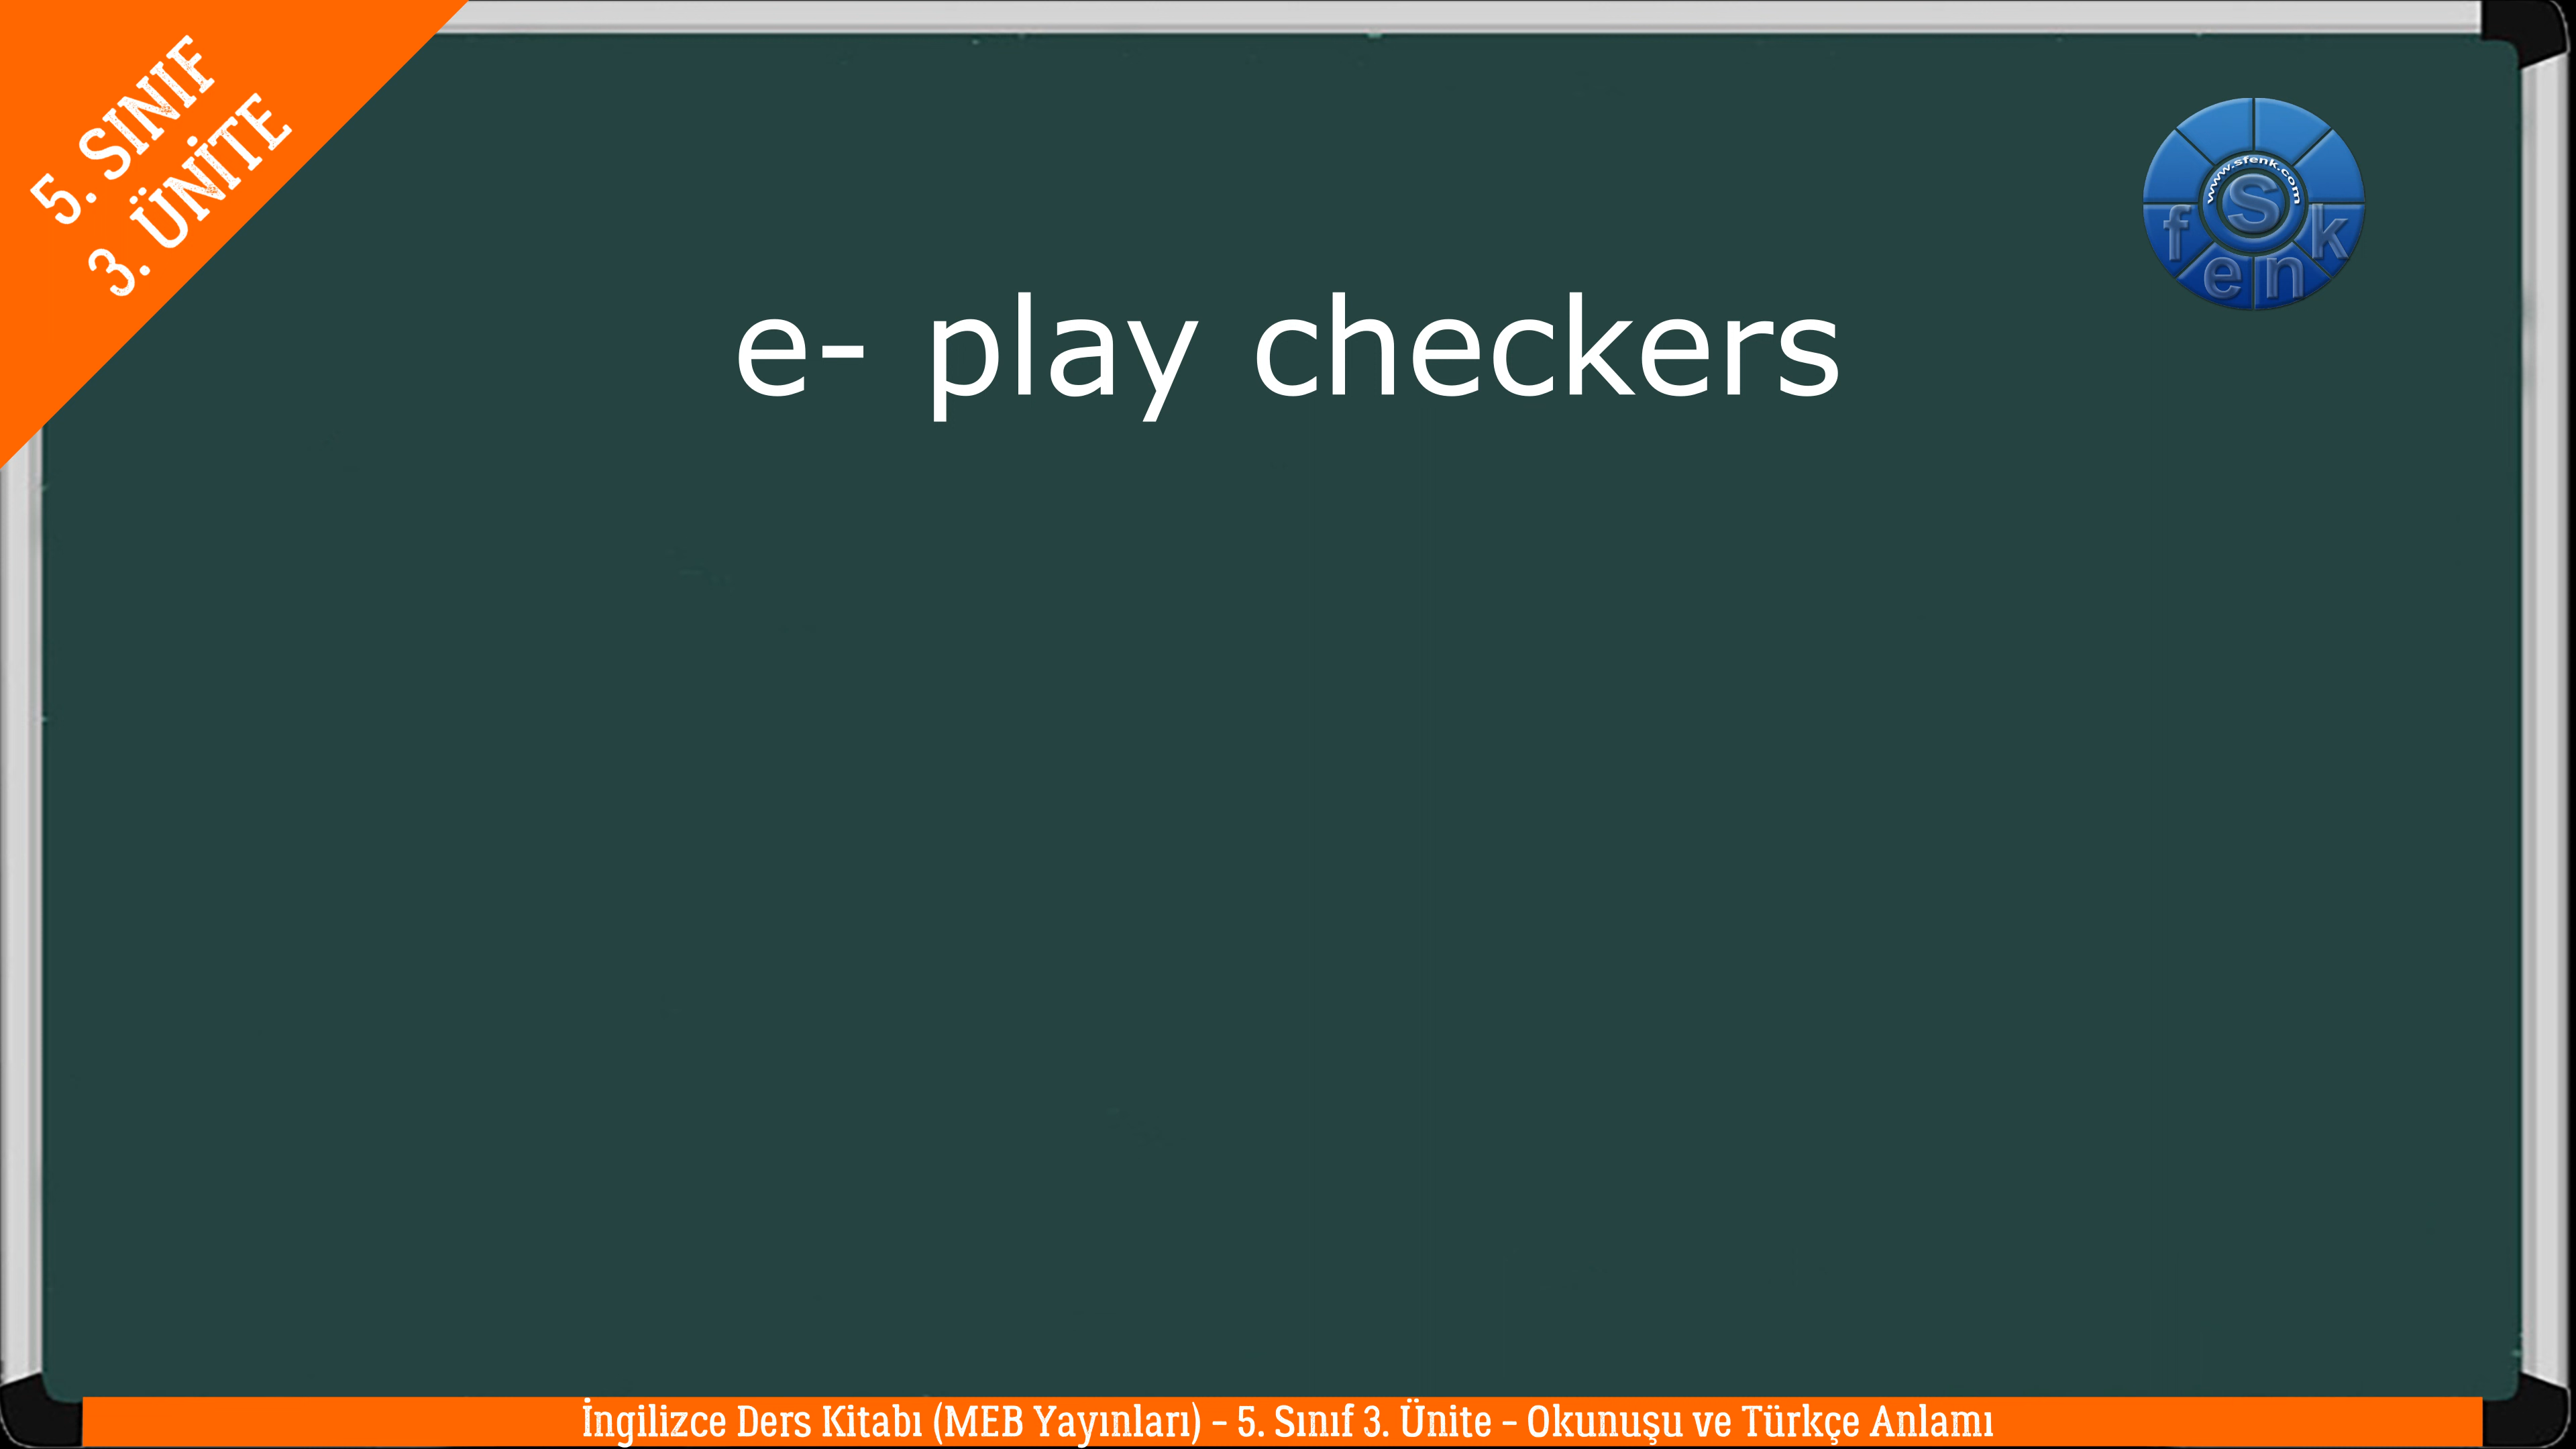 5. SINIF
3. ÜNİTE
www.sfenk.com
S
f e n k
e- play checkers
İngilizce Ders Kitabı (MEB Yayınları) – 5. Sınıf 3. Ünite – Okunuşu ve Türkçe Anlamı